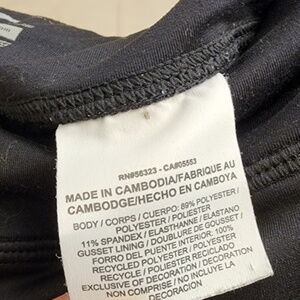 RN#56323 - CA#05553
MADE IN CAMBODIA/FABRIQUE AU
CAMBODGE/HECHO EN CAMBOYA
BODY / CORPS / CUERPO: 89% POLYESTER /
POLYESTER / POLIESTER
11% SPANDEX / ELASTHANNE / ELASTANO
GUSSET LINING / DOUBLURE DE GOUSSET /
FORRO DEL PUENTE INTERIOR: 100%
RECYCLED POLYESTER / POLYESTER
RECYCLÉ / POLIESTER RECICLADO
EXCLUSIVE OF DECORATION / DECORATION
NON COMPRISE / NO INCLUYE LA
DECORACION